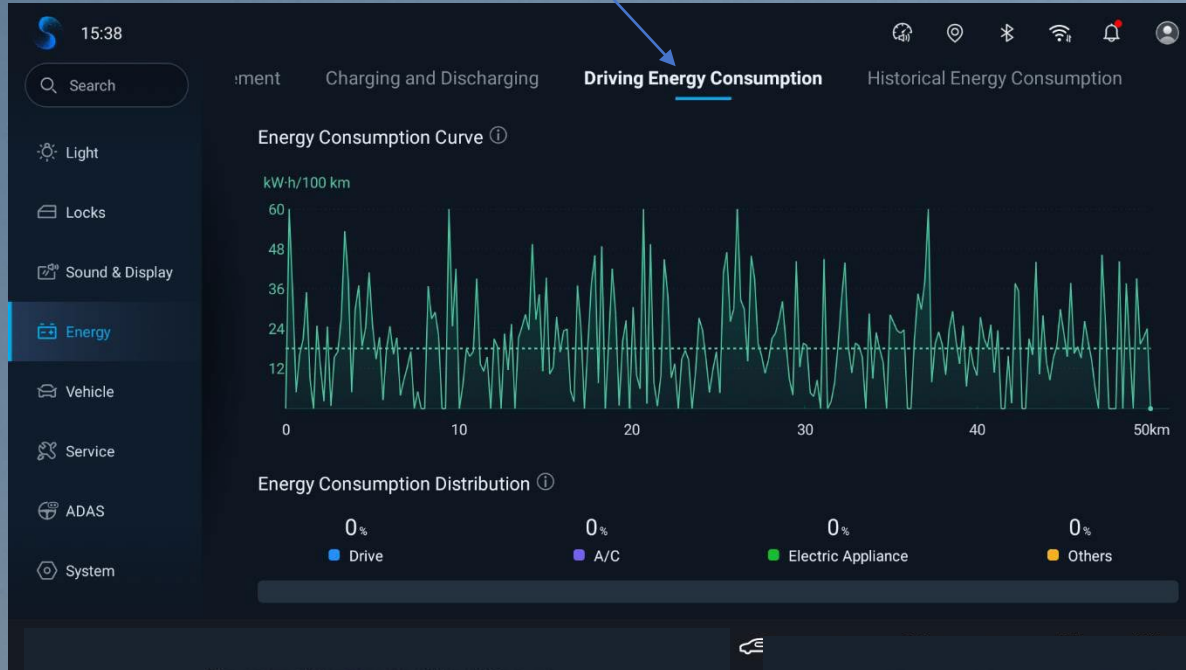 15:38
Search
ement
Charging and Discharging
Driving Energy Consumption
Historical Energy Consumption
Light
Locks
Sound & Display
Energy
Vehicle
Service
ADAS
System
Energy Consumption Curve
kW·h/100 km
60
48
36
24
12
0 10 20 30 40 50km
Energy Consumption Distribution
0% 0% 0% 0%
Drive A/C Electric Appliance Others